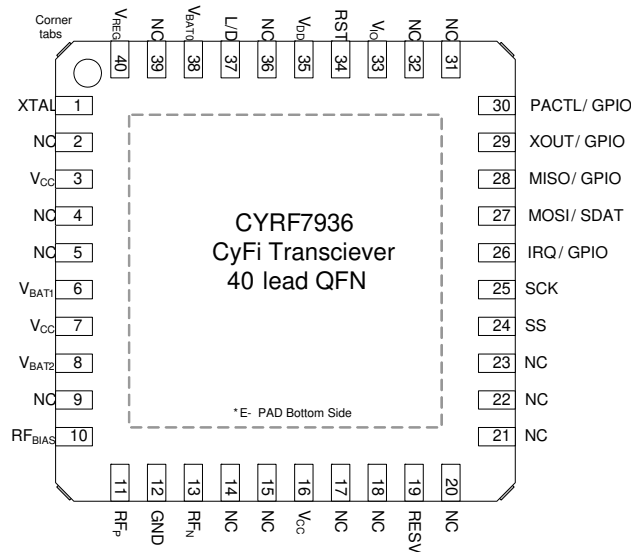 Corner
tabs
VREG
NC
VBAT0
L/D
NC
VDD
RST
VIO
NC
NC
40
39
38
37
36
35
34
33
32
31
XTAL 1
NC 2
VCC 3
NC 4
NC 5
VBAT1 6
VCC 7
VBAT2 8
NC 9
RFBIAS 10
CYRF7936
CyFi Transciever
40 lead QFN
*E- PAD Bottom Side
30 PACTL/ GPIO
29 XOUT/ GPIO
28 MISO/ GPIO
27 MOSI/ SDAT
26 IRQ/ GPIO
25 SCK
24 SS
23 NC
22 NC
21 NC
11
12
13
14
15
16
17
18
19
20
RFP
GND
RFN
NC
NC
VCC
NC
NC
RESV
NC